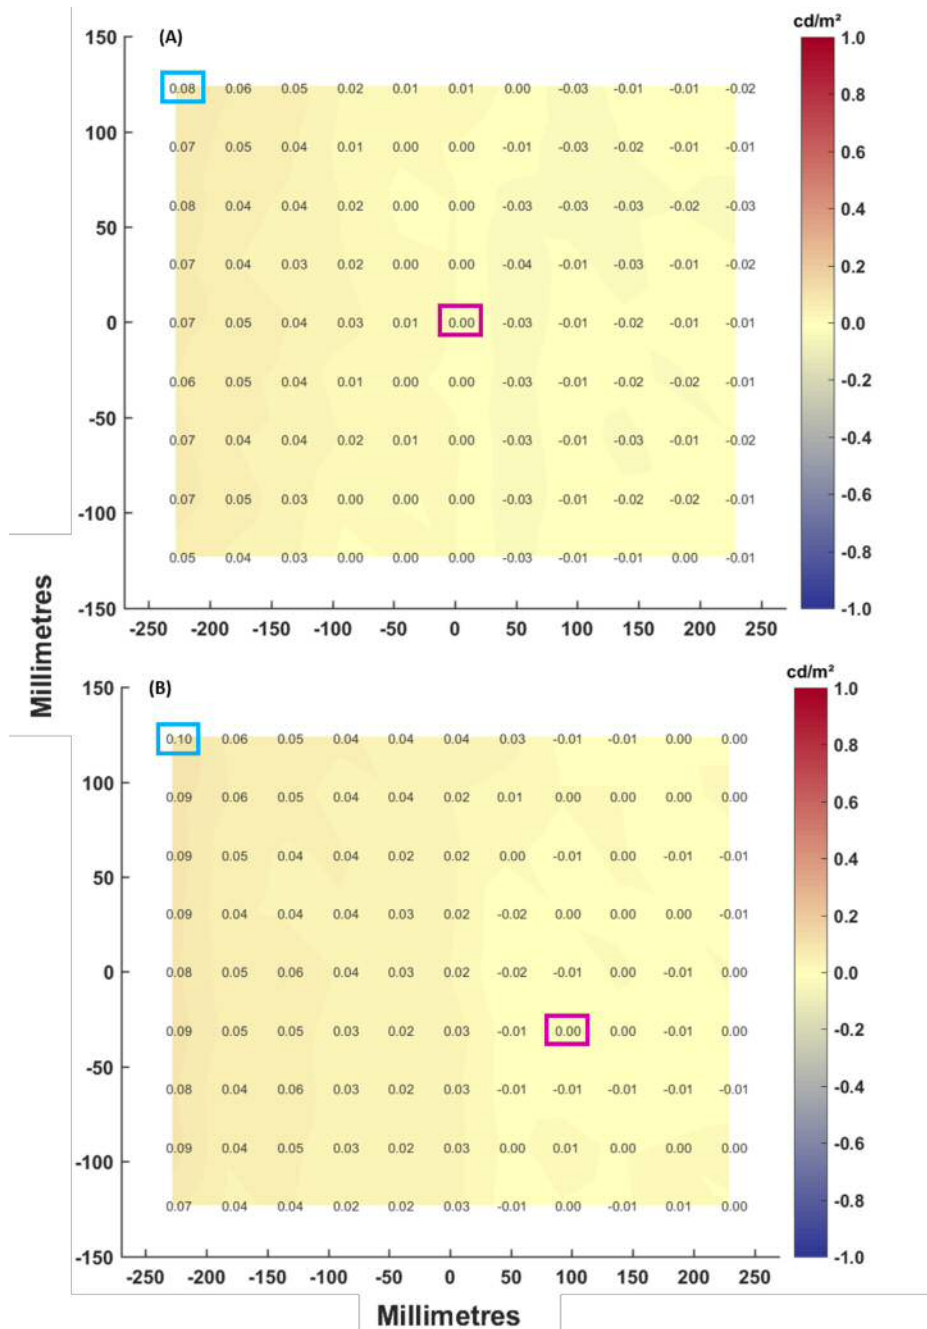 cd/m²
150 (A) 1.0
0.08 0.06 0.05 0.02 0.01 0.01 0.00 -0.03 -0.01 -0.01 -0.02 0.8
100 0.07 0.05 0.04 0.01 0.00 0.00 -0.01 -0.03 -0.02 -0.01 -0.01 0.6
50 0.08 0.04 0.04 0.02 0.00 0.00 -0.03 -0.03 -0.03 -0.02 -0.03 0.4
0.07 0.04 0.03 0.02 0.00 0.00 -0.04 -0.01 -0.03 -0.01 -0.02 0.2
0 0.07 0.05 0.04 0.03 0.01 0.00 -0.03 -0.01 -0.02 -0.01 -0.01 0.0
0.06 0.05 0.04 0.01 0.00 0.00 -0.03 -0.01 -0.02 -0.02 -0.01 -0.2
-50 0.07 0.04 0.04 0.02 0.01 0.00 -0.03 -0.01 -0.03 -0.01 -0.02 -0.4
-100 0.07 0.05 0.03 0.00 0.00 0.00 -0.03 -0.01 -0.02 -0.02 -0.01 -0.6
0.05 0.04 0.03 0.00 0.00 0.00 -0.03 -0.01 -0.01 0.00 -0.01 -0.8
-150 -1.0
-250 -200 -150 -100 -50 0 50 100 150 200 250
Millimetres
cd/m²
150 (B) 1.0
0.10 0.06 0.05 0.04 0.04 0.04 0.03 -0.01 -0.01 0.00 0.00 0.8
100 0.09 0.06 0.05 0.04 0.04 0.02 0.01 0.00 0.00 0.00 0.00 0.6
50 0.09 0.05 0.04 0.04 0.02 0.02 0.00 -0.01 0.00 -0.01 -0.01 0.4
0.09 0.04 0.04 0.04 0.03 0.02 -0.02 0.00 0.00 0.00 -0.01 0.2
0 0.08 0.05 0.06 0.04 0.03 0.02 -0.02 -0.01 0.00 -0.01 0.00 0.0
0.09 0.05 0.05 0.03 0.02 0.03 -0.01 0.00 0.00 -0.01 0.00 -0.2
-50 0.08 0.04 0.06 0.03 0.02 0.03 -0.01 -0.01 -0.01 -0.01 -0.01 -0.4
-100 0.09 0.04 0.05 0.03 0.02 0.03 0.00 0.01 0.00 0.00 0.00 -0.6
0.07 0.04 0.04 0.02 0.02 0.03 -0.01 0.00 -0.01 0.01 0.00 -0.8
-150 -1.0
-250 -200 -150 -100 -50 0 50 100 150 200 250
Millimetres